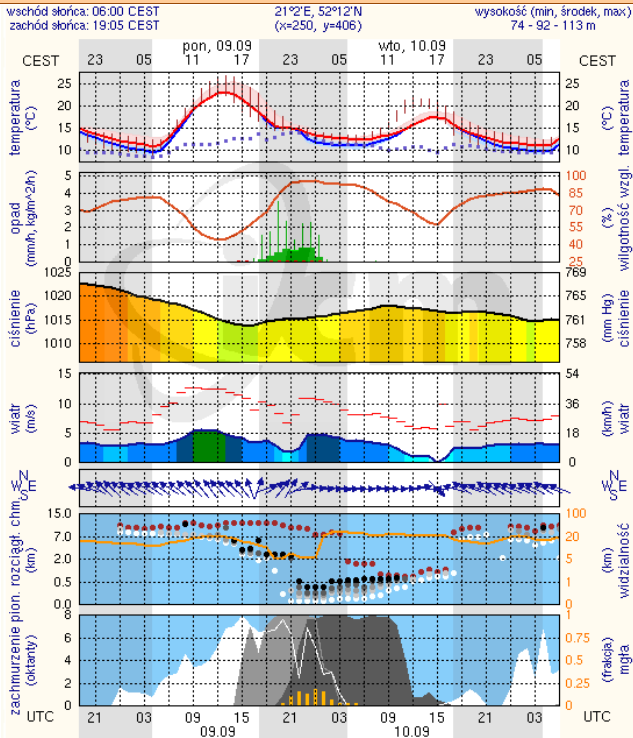 wschód słońca: 06:00 CEST 21°2'E, 52°12'N wysokość (min, środek, max)
zachód słońca: 19:05 CEST (x=250, y=406) 74 - 92 - 113 m
pon, 09.09 wto, 10.09
CEST 23 05 11 17 23 05 11 17 23 05 CEST
temperatura
(°C)
25
20
15
10
25
20
15
10
(°C)
temperatura
opad
(mm/h, kg/m^2/h)
5
4
3
2
1
0
100
85
70
55
40
25
(%)
wilgotność wzgl.
ciśnienie
(hPa)
1025
1020
1015
1010
769
765
761
758
(mm Hg)
ciśnienie
wiatr
(m/s)
15
10
5
0
54
36
18
0
(km/h)
wiatr
N
W E
S
N
W E
S
pion. rozciągł. chm.
(km)
15.0
7.0
2.0
0.5
0.0
100
20
5
1
0
(km)
widzialność
zachmurzenie
(oktanty)
8
6
4
2
0
1
0.75
0.5
0.25
0
(frakcja)
mgła
UTC 21 03 09 15 21 03 09 15 21 03 UTC
09.09 10.09